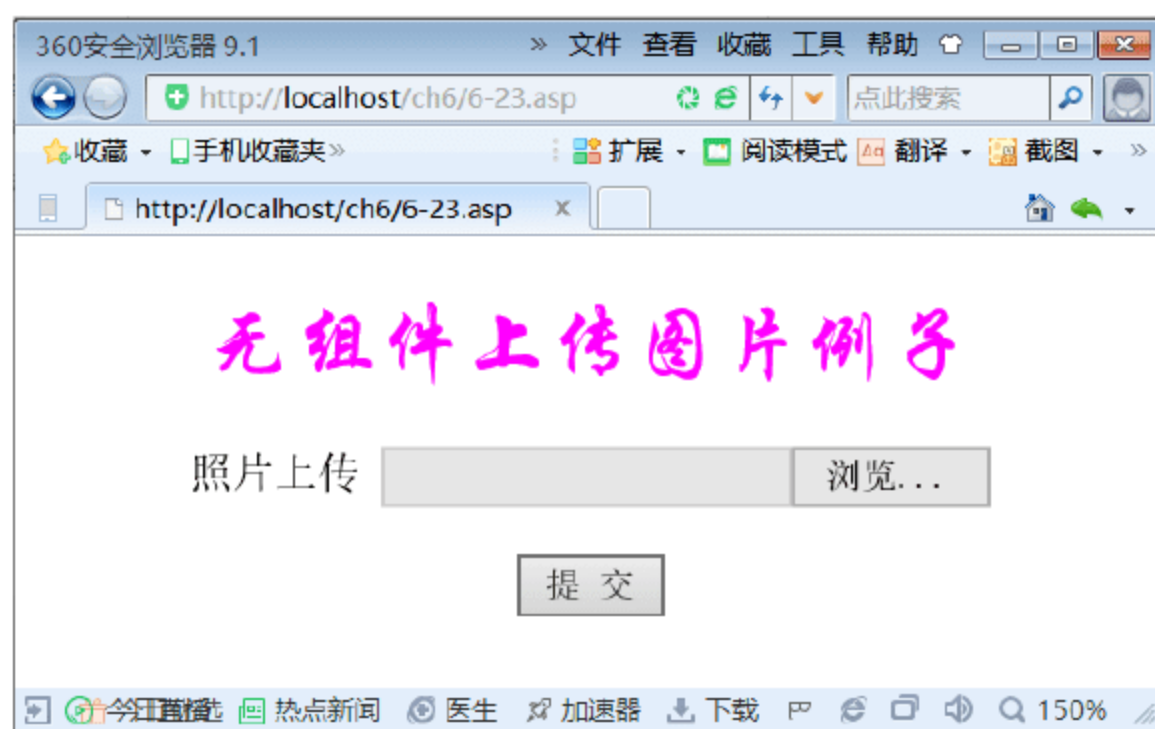 360安全浏览器 9.1 » 文件 查看 收藏 工具 帮助
http://localhost/ch6/6-23.asp 点此搜索
收藏 手机收藏夹» 扩展 阅读模式 翻译 截图 »
http://localhost/ch6/6-23.asp ×
无组件上传图片例子
照片上传 浏览...
提 交
热点新闻 医生 加速器 下载 150%